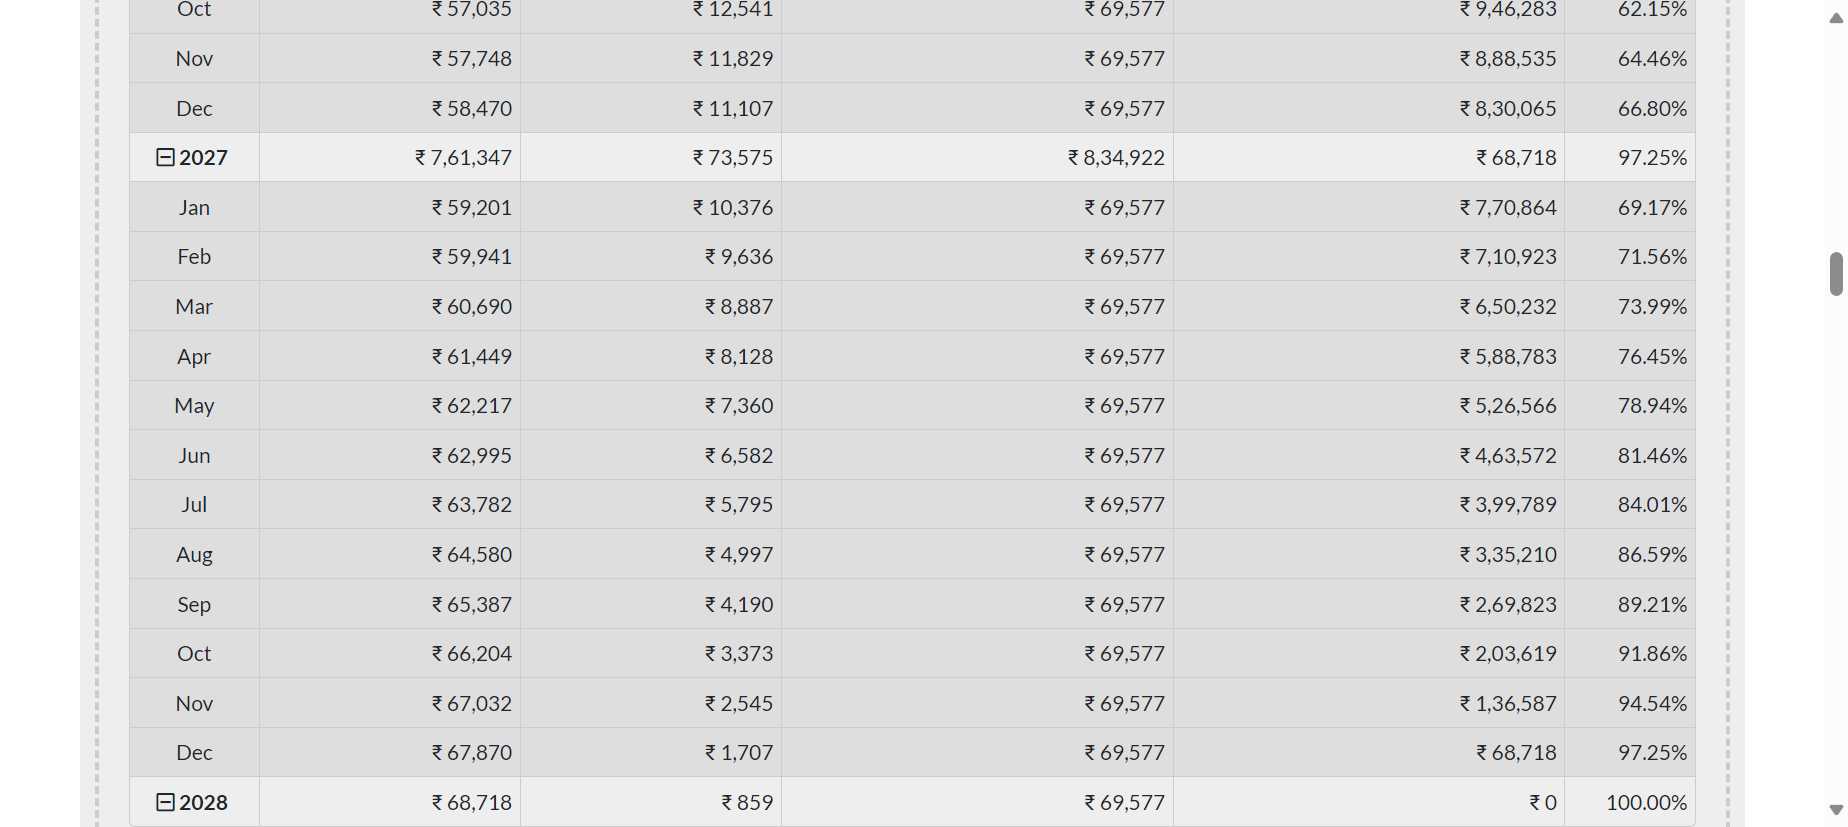 Oct ₹ 57,035 ₹ 12,541 ₹ 69,577 ₹ 9,46,283 62.15%
Nov ₹ 57,748 ₹ 11,829 ₹ 69,577 ₹ 8,88,535 64.46%
Dec ₹ 58,470 ₹ 11,107 ₹ 69,577 ₹ 8,30,065 66.80%
2027 ₹ 7,61,347 ₹ 73,575 ₹ 8,34,922 ₹ 68,718 97.25%
Jan ₹ 59,201 ₹ 10,376 ₹ 69,577 ₹ 7,70,864 69.17%
Feb ₹ 59,941 ₹ 9,636 ₹ 69,577 ₹ 7,10,923 71.56%
Mar ₹ 60,690 ₹ 8,887 ₹ 69,577 ₹ 6,50,232 73.99%
Apr ₹ 61,449 ₹ 8,128 ₹ 69,577 ₹ 5,88,783 76.45%
May ₹ 62,217 ₹ 7,360 ₹ 69,577 ₹ 5,26,566 78.94%
Jun ₹ 62,995 ₹ 6,582 ₹ 69,577 ₹ 4,63,572 81.46%
Jul ₹ 63,782 ₹ 5,795 ₹ 69,577 ₹ 3,99,789 84.01%
Aug ₹ 64,580 ₹ 4,997 ₹ 69,577 ₹ 3,35,210 86.59%
Sep ₹ 65,387 ₹ 4,190 ₹ 69,577 ₹ 2,69,823 89.21%
Oct ₹ 66,204 ₹ 3,373 ₹ 69,577 ₹ 2,03,619 91.86%
Nov ₹ 67,032 ₹ 2,545 ₹ 69,577 ₹ 1,36,587 94.54%
Dec ₹ 67,870 ₹ 1,707 ₹ 69,577 ₹ 68,718 97.25%
2028 ₹ 68,718 ₹ 859 ₹ 69,577 ₹ 0 100.00%